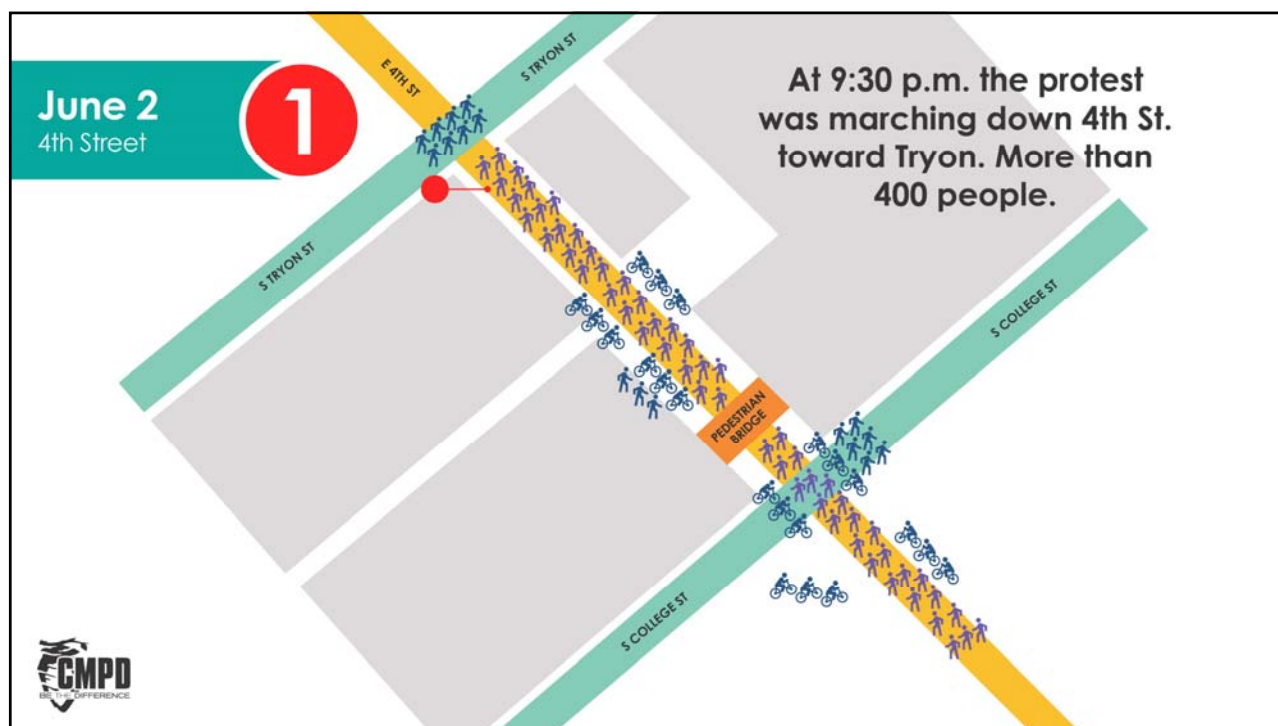 June 2
4th Street
1
At 9:30 p.m. the protest
was marching down 4th St.
toward Tryon. More than
400 people.
E 4TH ST
S TRYON ST
S TRYON ST
S COLLEGE ST
PEDESTRIAN
BRIDGE
S COLLEGE ST
CMPD
BE THE DIFFERENCE